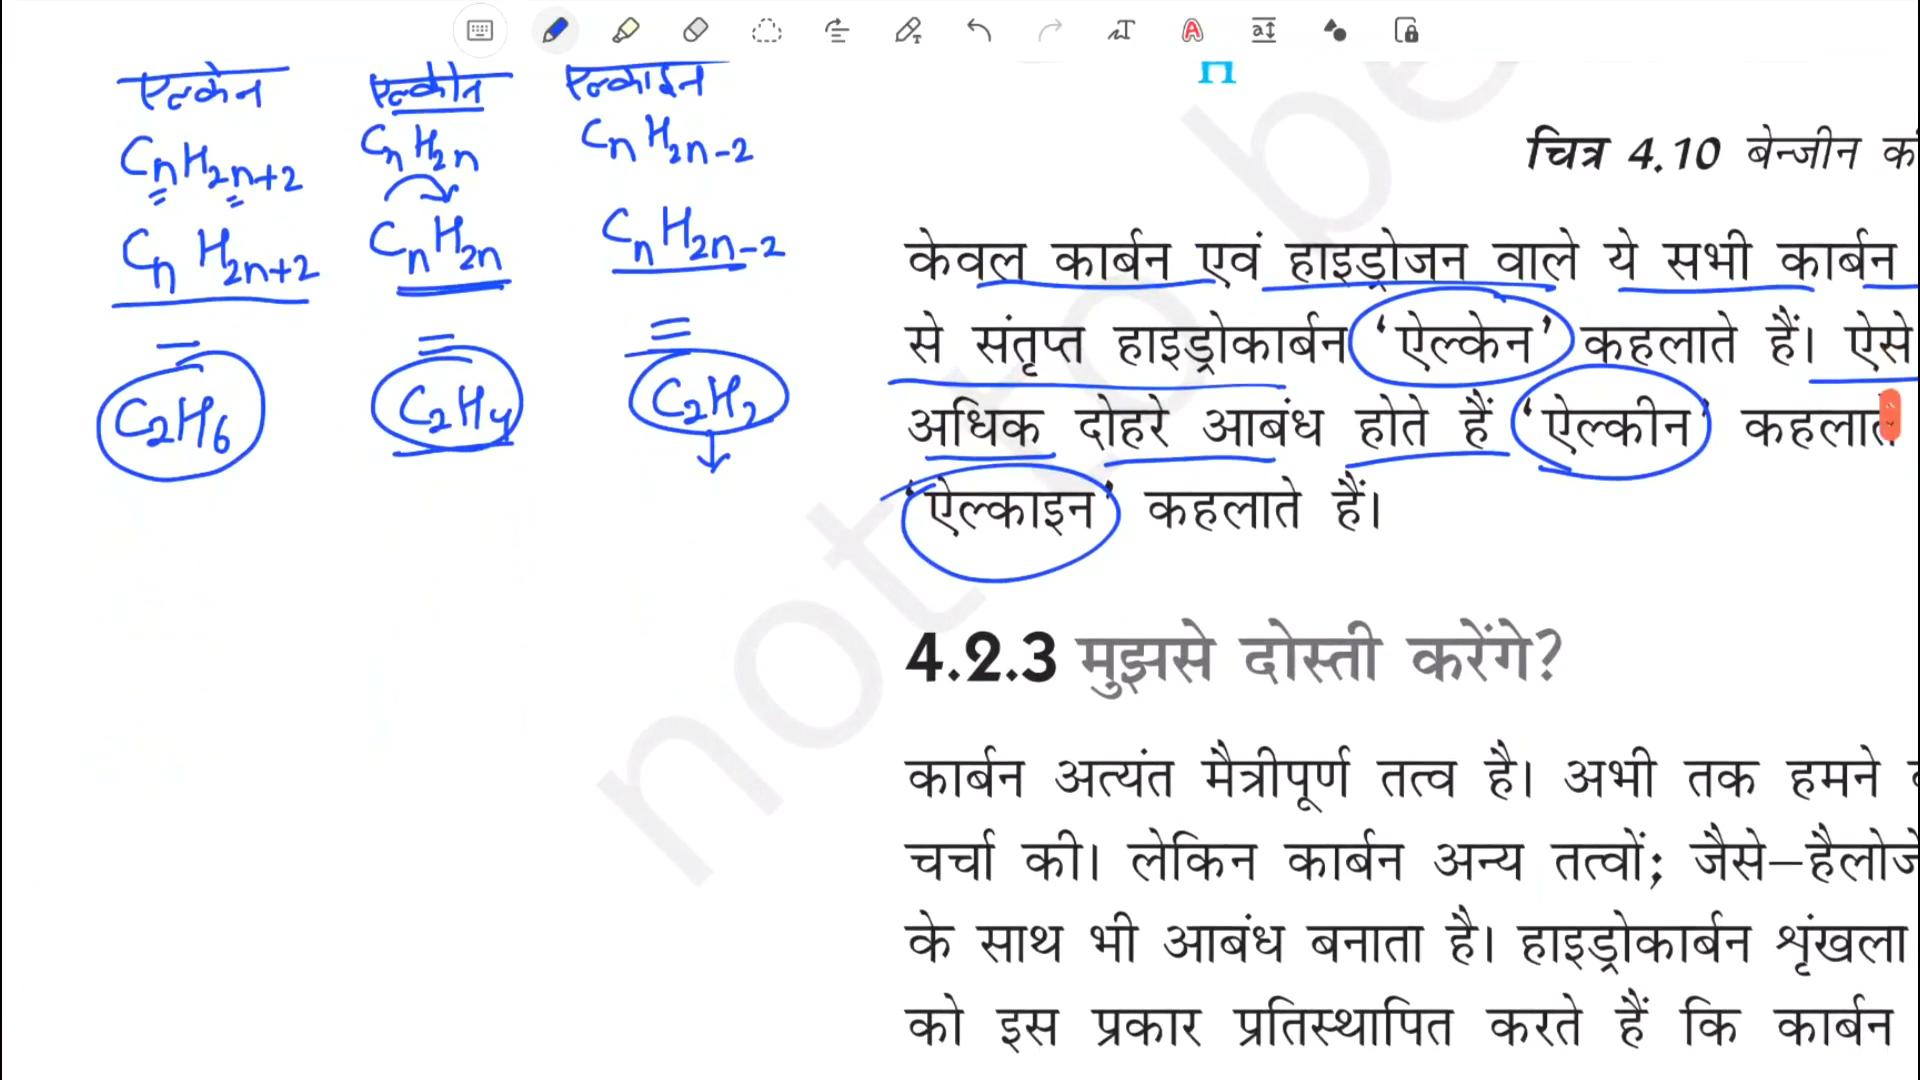 एल्केन एल्कीन एल्काइन
CnH2n+2 CnH2n CnH2n-2
CnH2n+2 CnH2n CnH2n-2
C2H6 C2H4 C2H2
H
चित्र 4.10 बेन्जीन क
केवल कार्बन एवं हाइड्रोजन वाले ये सभी कार्बन
से संतृप्त हाइड्रोकार्बन ‘ऐल्केन’ कहलाते हैं। ऐसे
अधिक दोहरे आबंध होते हैं ‘ऐल्कीन’ कहलाते
‘ऐल्काइन’ कहलाते हैं।
4.2.3 मुझसे दोस्ती करेंगे?
कार्बन अत्यंत मैत्रीपूर्ण तत्व है। अभी तक हमने
चर्चा की। लेकिन कार्बन अन्य तत्वों; जैसे–हैलोज
के साथ भी आबंध बनाता है। हाइड्रोकार्बन शृंखला
को इस प्रकार प्रतिस्थापित करते हैं कि कार्बन
not to be